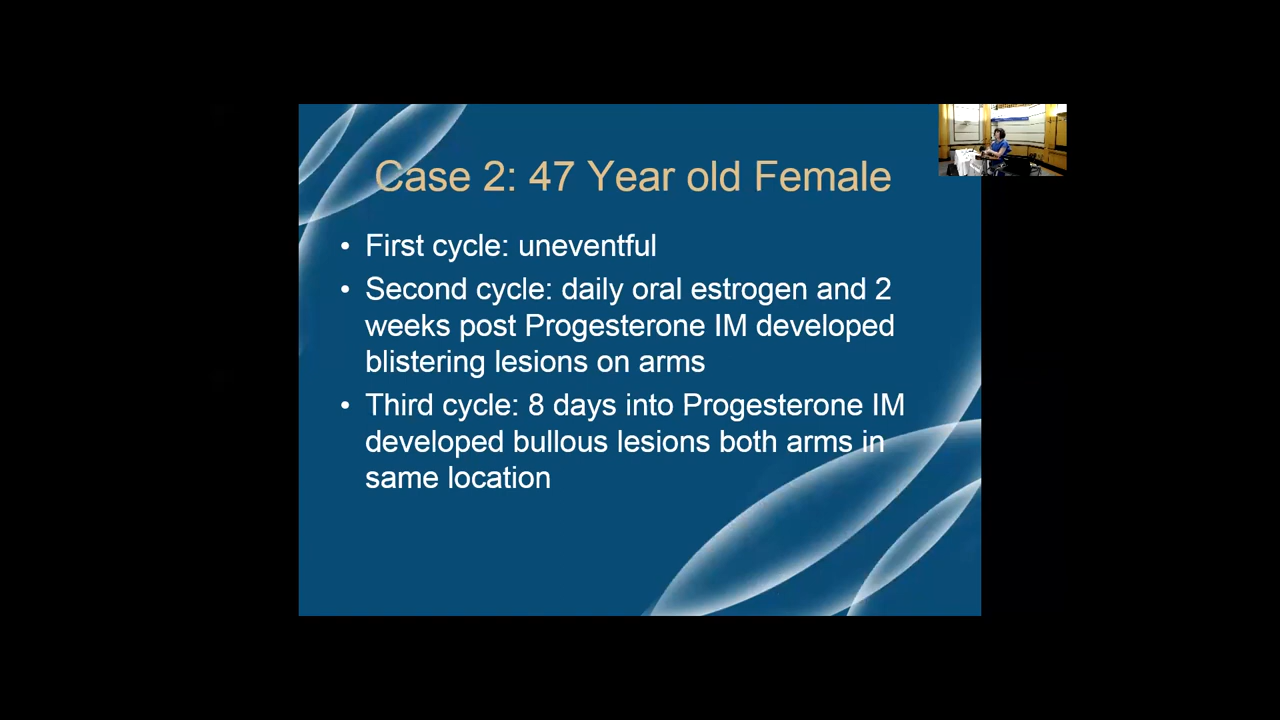 Case 2: 47 Year old Female
• First cycle: uneventful
• Second cycle: daily oral estrogen and 2
weeks post Progesterone IM developed
blistering lesions on arms
• Third cycle: 8 days into Progesterone IM
developed bullous lesions both arms in
same location